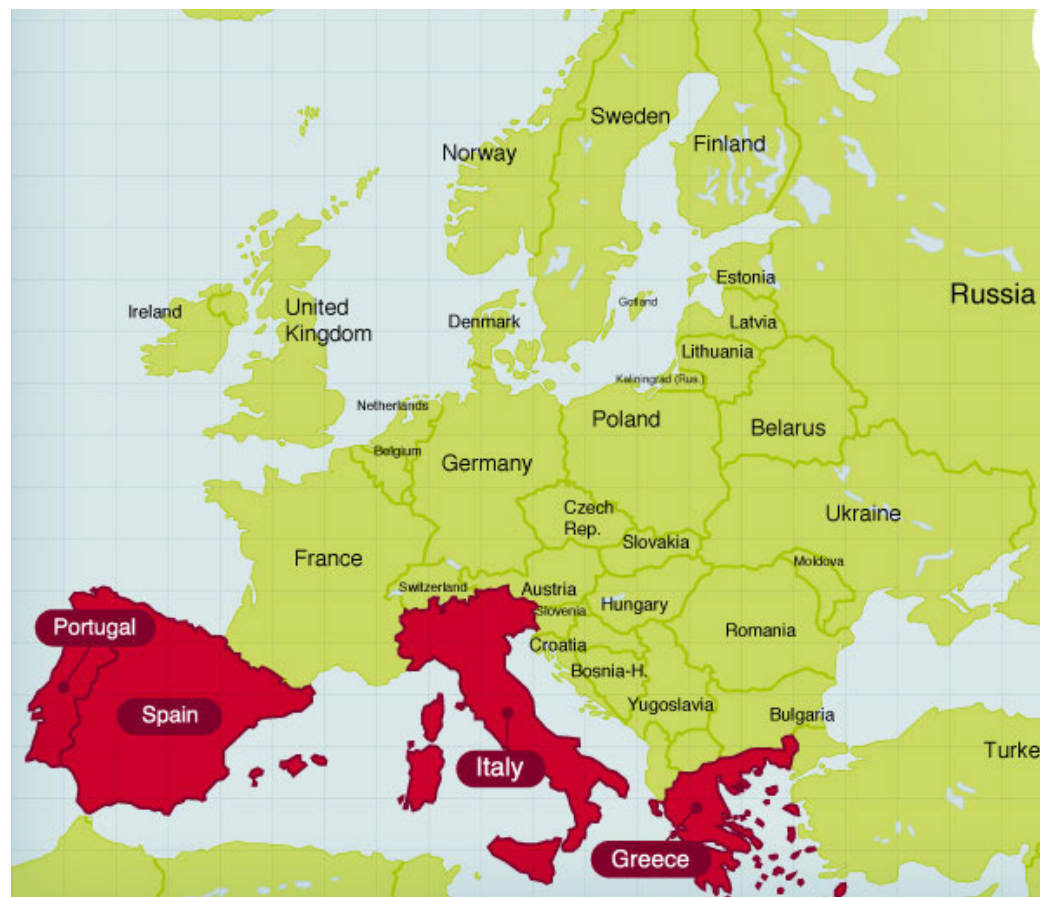 Sweden
Norway
Finland
Estonia
Russia
Ireland
United
Kingdom
Denmark
Gotland
Latvia
Lithuania
Kaliningrad (Rus.)
Netherlands
Poland
Belarus
Belgium
Germany
Czech
Rep.
Ukraine
Slovakia
France
Moldova
Switzerland
Austria
Hungary
Slovenia
Portugal
Romania
Croatia
Bosnia-H.
Spain
Yugoslavia
Bulgaria
Turke
Italy
Greece